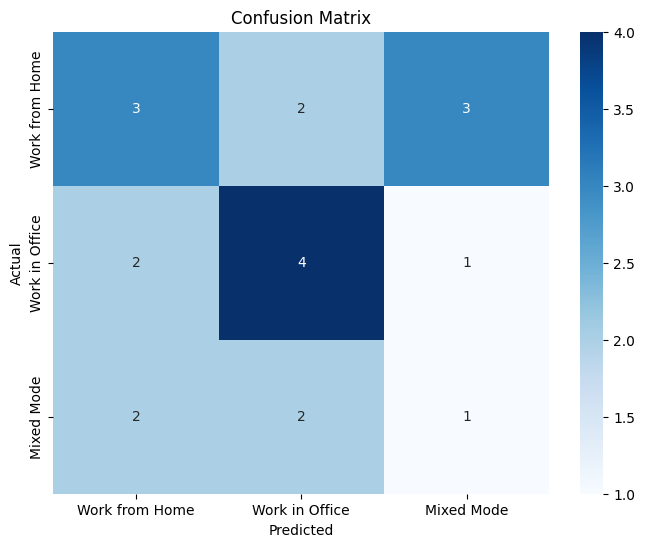 Confusion Matrix
Actual
Work from Home
Work in Office
Mixed Mode
3 2 3
2 4 1
2 2 1
Work from Home Work in Office Mixed Mode
Predicted
4.0
3.5
3.0
2.5
2.0
1.5
1.0